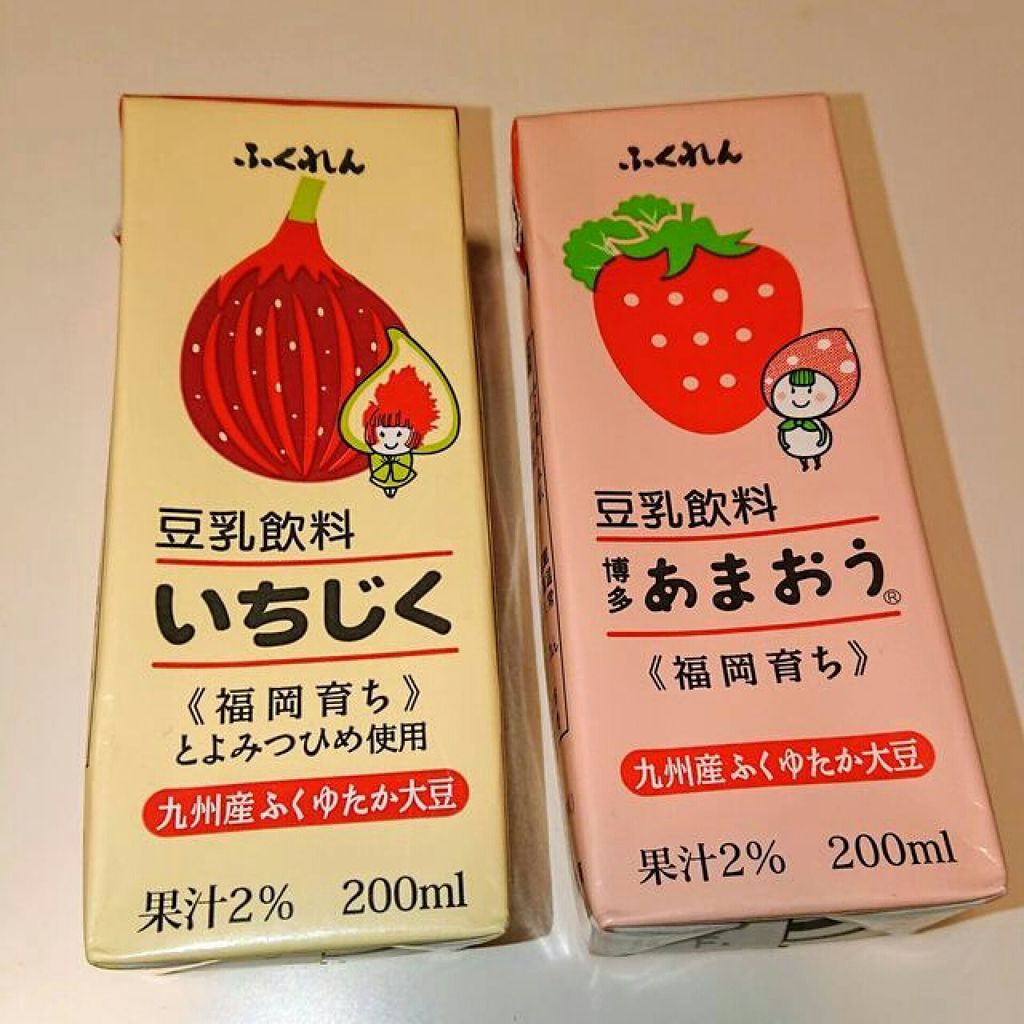 ふくれん
豆乳飲料
いちじく
《福岡育ち》
とよみつひめ使用
九州産ふくゆたか大豆
果汁2% 200ml
ふくれん
豆乳飲料
博多 あまおう®
《福岡育ち》
九州産ふくゆたか大豆
果汁2% 200ml